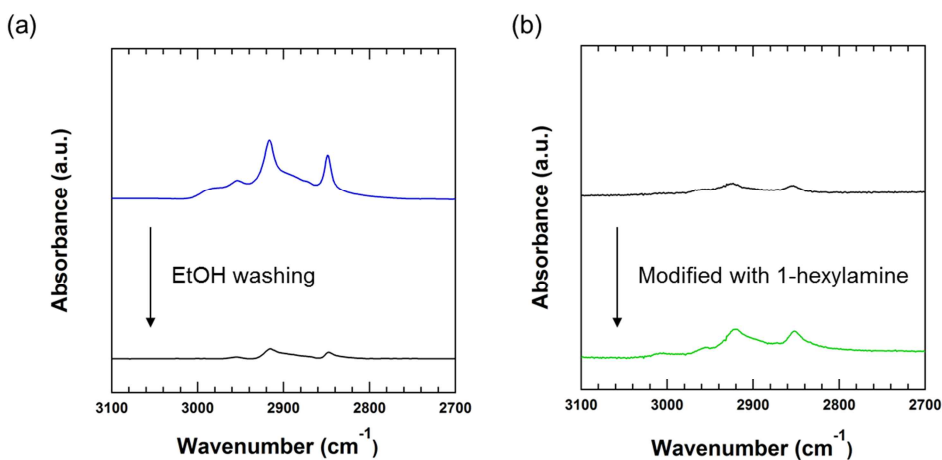 (a)
(b)
Absorbance (a.u.)
EtOH washing
3100 3000 2900 2800 2700
Wavenumber (cm-1)
Absorbance (a.u.)
Modified with 1-hexylamine
3100 3000 2900 2800 2700
Wavenumber (cm-1)